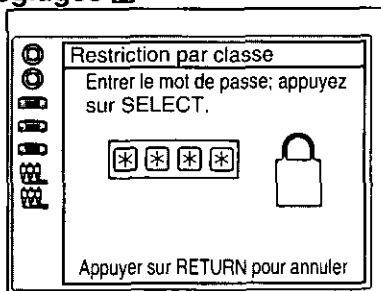 Restriction par classe
Entrer le mot de passe; appuyez
sur SELECT.
* * * *
Appuyer sur RETURN pour annuler